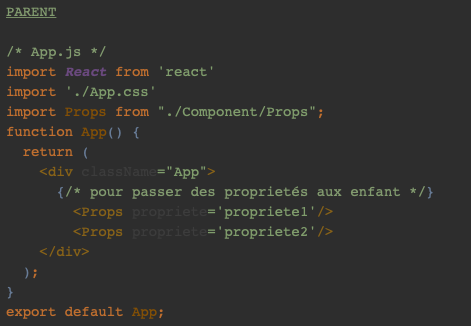 PARENT
/* App.js */
import React from 'react'
import './App.css'
import Props from "./Component/Props";
function App() {
  return (
    <div className="App">
      {/* pour passer des proprietés aux enfant */}
        <Props propriete='propriete1'/>
        <Props propriete='propriete2'/>
    </div>
  );
}
export default App;